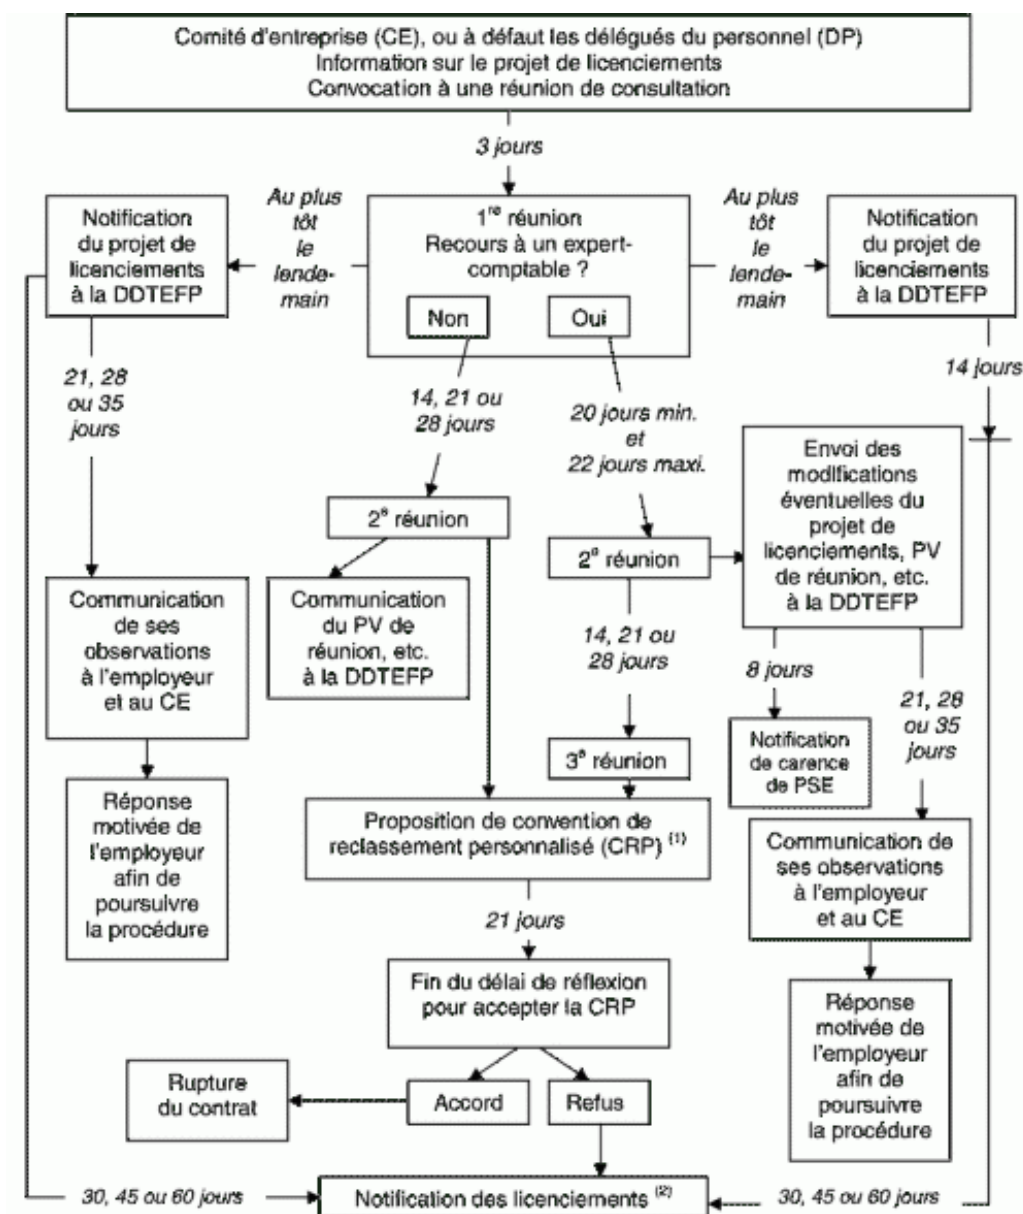 Comité d'entreprise (CE), ou à défaut les délégués du personnel (DP)
Information sur le projet de licenciements
Convocation à une réunion de consultation
3 jours
Notification
du projet de
licenciements
à la DDTEFP
Au plus
tôt
le
lende-
main
1re réunion
Recours à un expert-
comptable ?
Non
Oui
Au plus
tôt
le
lende-
main
Notification
du projet de
licenciements
à la DDTEFP
21, 28
ou 35
jours
14, 21 ou
28 jours
20 jours min.
et
22 jours maxi.
14 jours
2e réunion
2e réunion
Envoi des
modifications
éventuelles du
projet de
licenciements, PV
de réunion, etc.
à la DDTEFP
Communication
de ses
observations
à l'employeur
et au CE
Communication
du PV de
réunion, etc.
à la DDTEFP
14, 21 ou
28 jours
8 jours
21, 28
ou 35
jours
3e réunion
Notification
de carence
de PSE
Réponse
motivée de
l'employeur
afin de
poursuivre
la procédure
Proposition de convention de
reclassement personnalisé (CRP) (1)
Communication de
ses observations
à l'employeur
et au CE
21 jours
Fin du délai de réflexion
pour accepter la CRP
Réponse
motivée de
l'employeur
afin de
poursuivre
la procédure
Rupture
du contrat
Accord
Refus
30, 45 ou 60 jours
Notification des licenciements (2)
30, 45 ou 60 jours